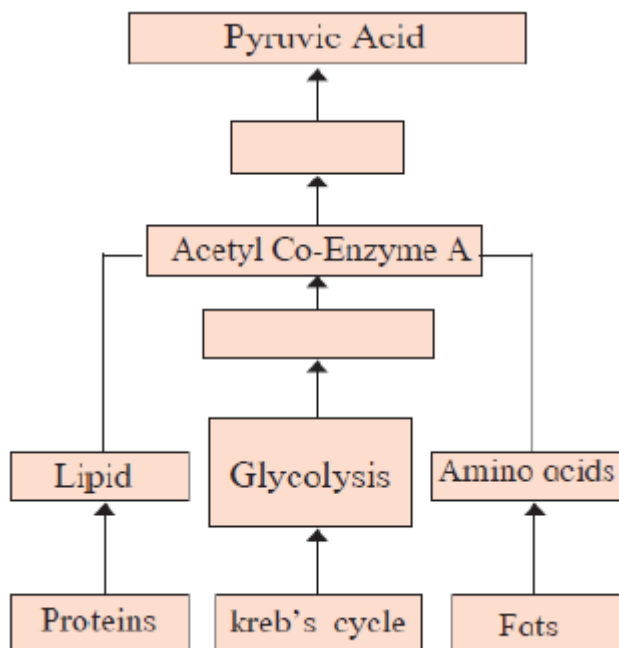 Pyruvic Acid
Acetyl Co-Enzyme A
Lipid
Glycolysis
Amino acids
Proteins
kreb's cycle
Fats